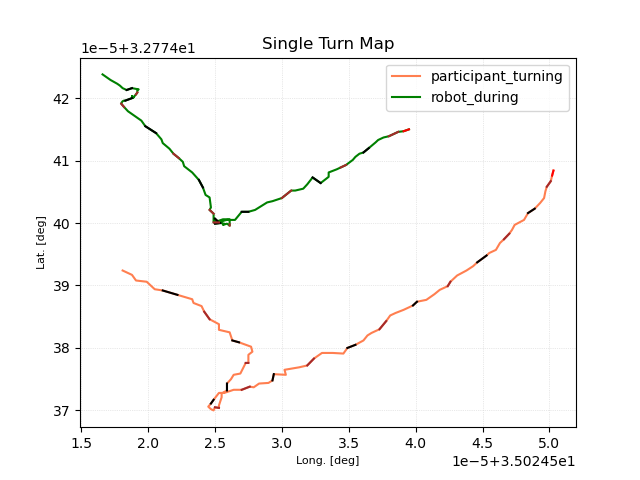 Single Turn Map
1e−5+3.2774e1
participant_turning
robot_during
42
41
40
39
38
37
Lat. [deg]
1.5 2.0 2.5 3.0 3.5 4.0 4.5 5.0
Long. [deg]
1e−5+3.50245e1